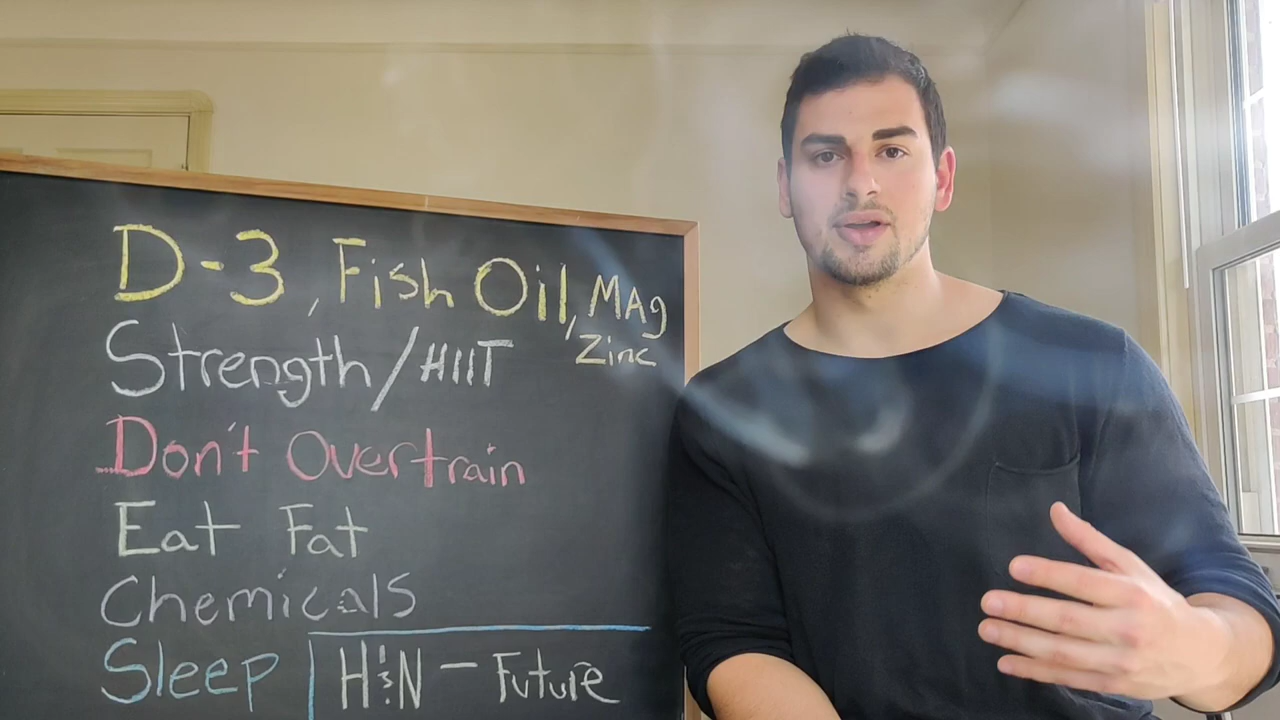 D-3, Fish Oil, MAg
Zinc
Strength/HIIT
Don't Overtrain
Eat Fat
Chemicals
Sleep
Future